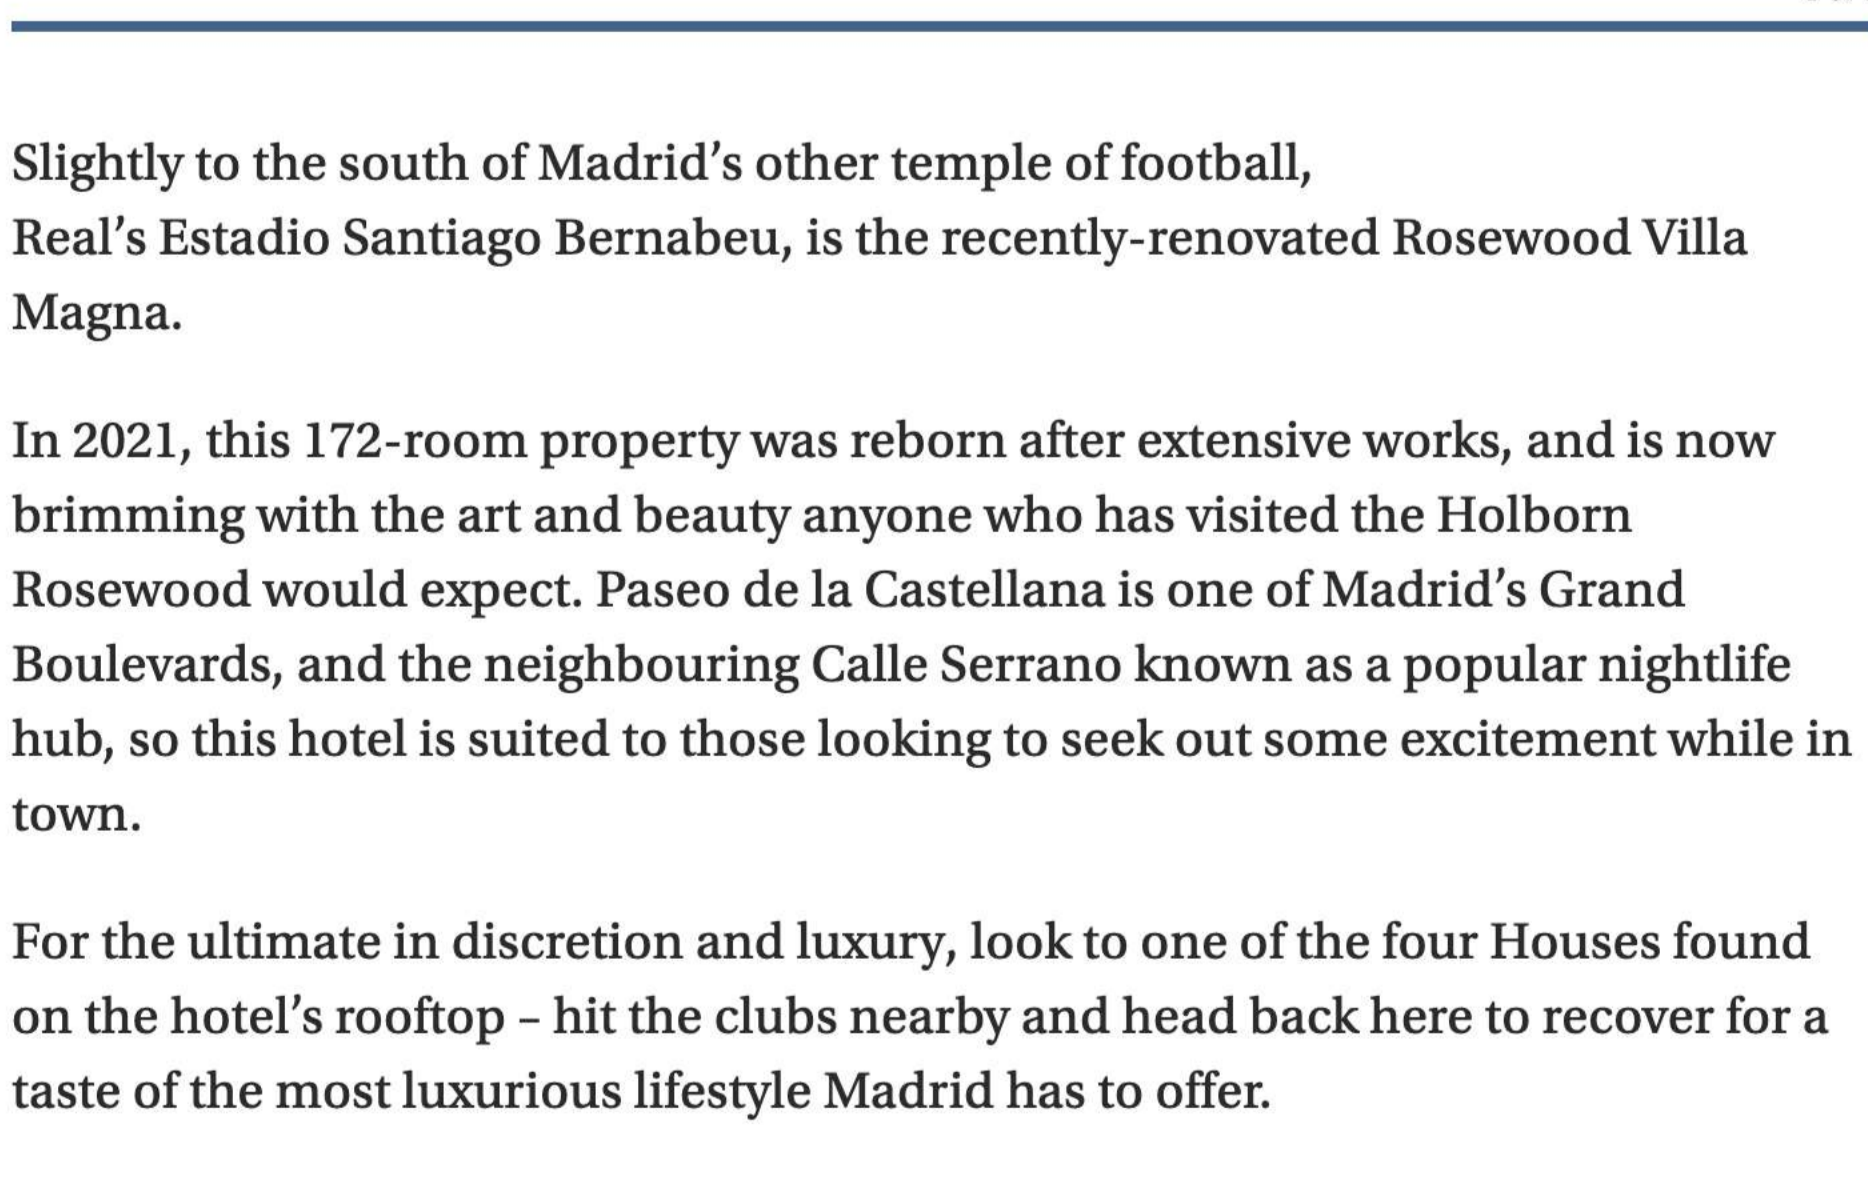 Slightly to the south of Madrid’s other temple of football,
Real’s Estadio Santiago Bernabeu, is the recently-renovated Rosewood Villa
Magna.
In 2021, this 172-room property was reborn after extensive works, and is now
brimming with the art and beauty anyone who has visited the Holborn
Rosewood would expect. Paseo de la Castellana is one of Madrid’s Grand
Boulevards, and the neighbouring Calle Serrano known as a popular nightlife
hub, so this hotel is suited to those looking to seek out some excitement while in
town.
For the ultimate in discretion and luxury, look to one of the four Houses found
on the hotel’s rooftop – hit the clubs nearby and head back here to recover for a
taste of the most luxurious lifestyle Madrid has to offer.